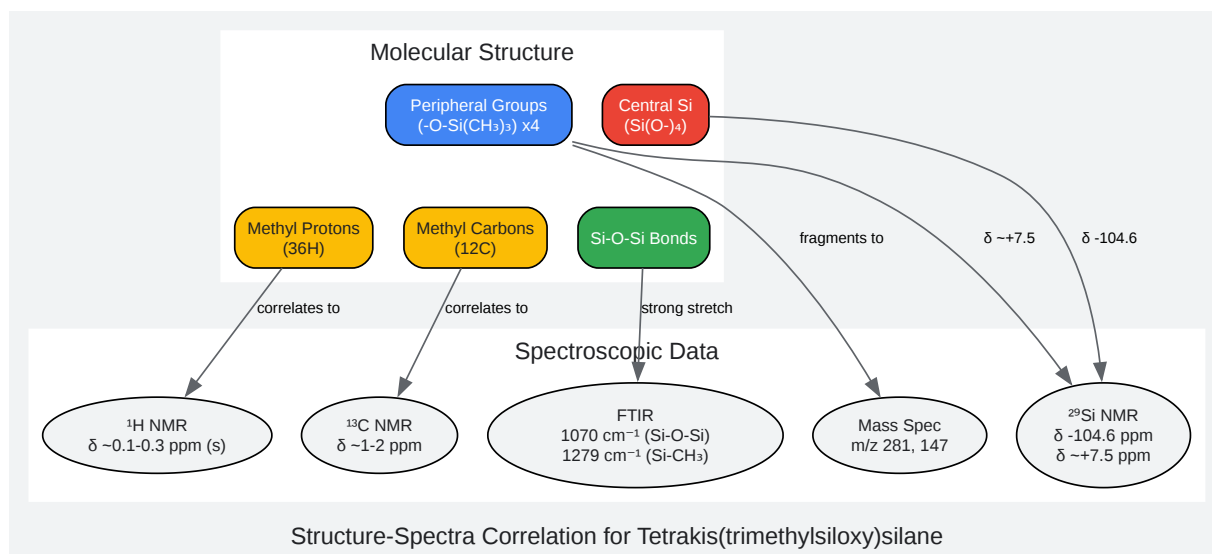 Molecular Structure
Peripheral Groups
(-O-Si(CH₃)₃) x4
Central Si
(Si(O-)₄)
Methyl Protons
(36H)
Methyl Carbons
(12C)
Si-O-Si Bonds
fragments to
δ ~+7.5
δ -104.6
correlates to
correlates to
strong stretch
Spectroscopic Data
¹H NMR
δ ~0.1-0.3 ppm (s)
¹³C NMR
δ ~1-2 ppm
FTIR
1070 cm⁻¹ (Si-O-Si)
1279 cm⁻¹ (Si-CH₃)
Mass Spec
m/z 281, 147
²⁹Si NMR
δ -104.6 ppm
δ ~+7.5 ppm
Structure-Spectra Correlation for Tetrakis(trimethylsiloxy)silane